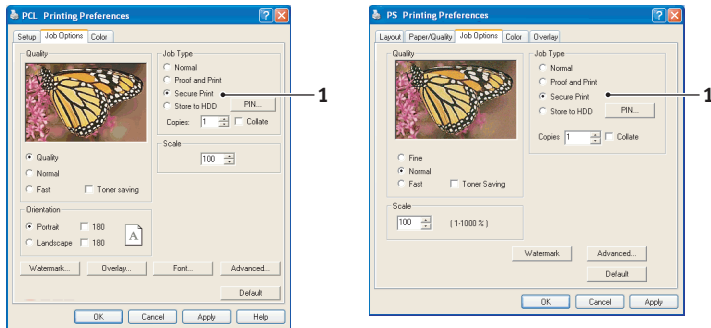 PCL Printing Preferences
Setup Job Options Color
Quality
Quality
Normal
Fast Toner saving
Orientation
Portrait 180
Landscape 180
A
Job Type
Normal
Proof and Print
Secure Print
Store to HDD PIN...
Copies: 1 Collate
Scale
100
Watermark... Overlay... Font... Advanced...
Default
OK Cancel Apply Help
1
PS Printing Preferences
Layout Paper/Quality Job Options Color Overlay
Quality
Fine
Normal
Fast Toner Saving
Scale
100 (1-1000 %)
Job Type
Normal
Proof and Print
Secure Print
Store to HDD PIN...
Copies 1 Collate
Watermark Advanced...
Default
OK Cancel Apply
1